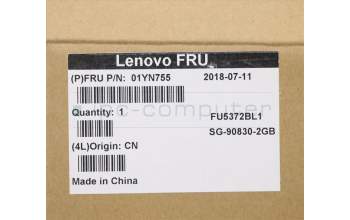 Lenovo FRU
(P)FRU P/N: 01YN755 2018-07-11
Quantity: 1 FU5372BL1
SG-90830-2GB
(4L)Origin: CN
Made in China